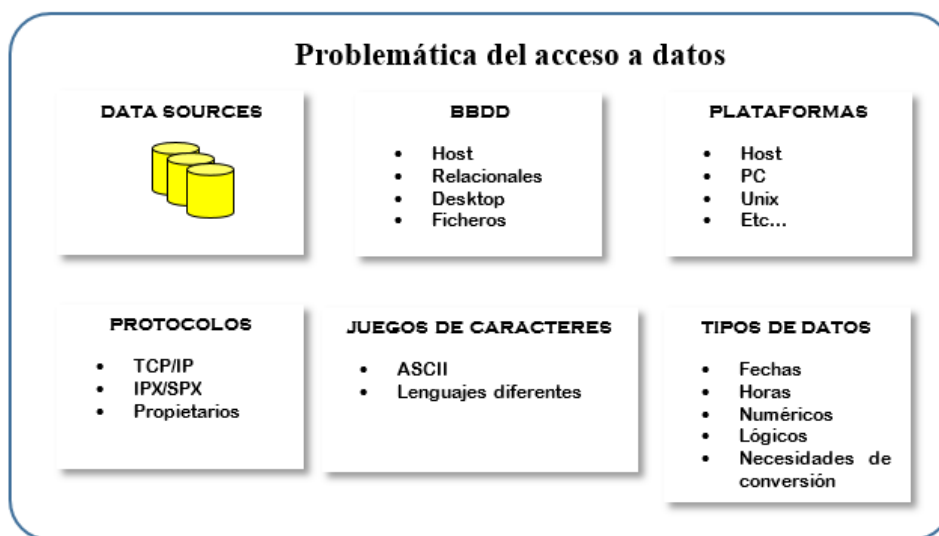 Problemática del acceso a datos
DATA SOURCES
BBDD
• Host
• Relacionales
• Desktop
• Ficheros
PLATAFORMAS
• Host
• PC
• Unix
• Etc...
PROTOCOLOS
• TCP/IP
• IPX/SPX
• Propietarios
JUEGOS DE CARACTERES
• ASCII
• Lenguajes diferentes
TIPOS DE DATOS
• Fechas
• Horas
• Numéricos
• Lógicos
• Necesidades de
conversión